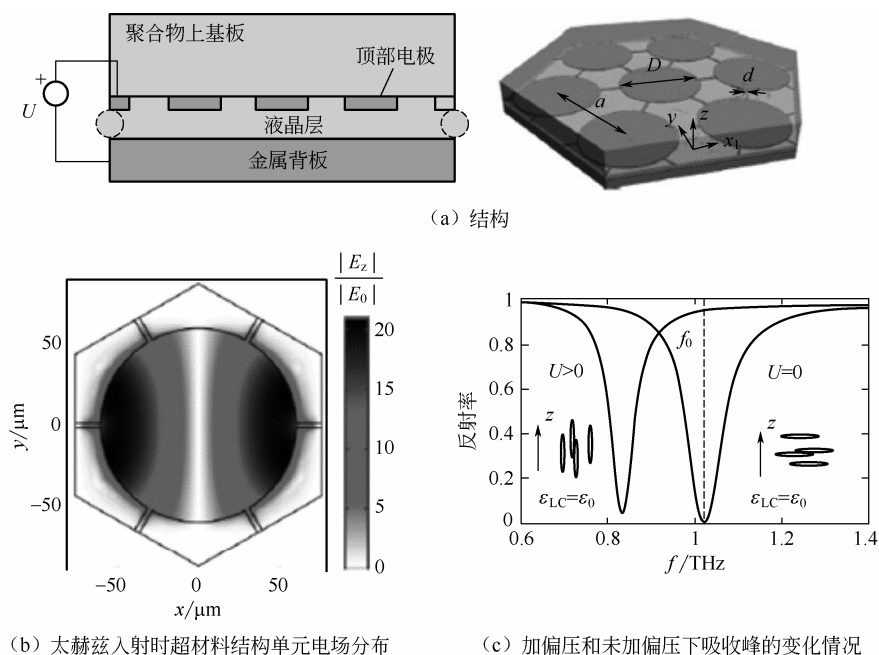 聚合物上基板
顶部电极
+
U
液晶层
金属背板
D
d
a
y
z
x1
（a）结构
|Ez|
|E0|
20
15
10
5
0
50
0
−50
y/μm
−50
0
50
x/μm
（b）太赫兹入射时超材料结构单元电场分布
1
0.8
0.6
0.4
0.2
0
反射率
f0
U>0
U=0
z
z
εLC=ε0
εLC=ε0
0.6
0.8
1
1.2
1.4
f/THz
（c）加偏压和未加偏压下吸收峰的变化情况